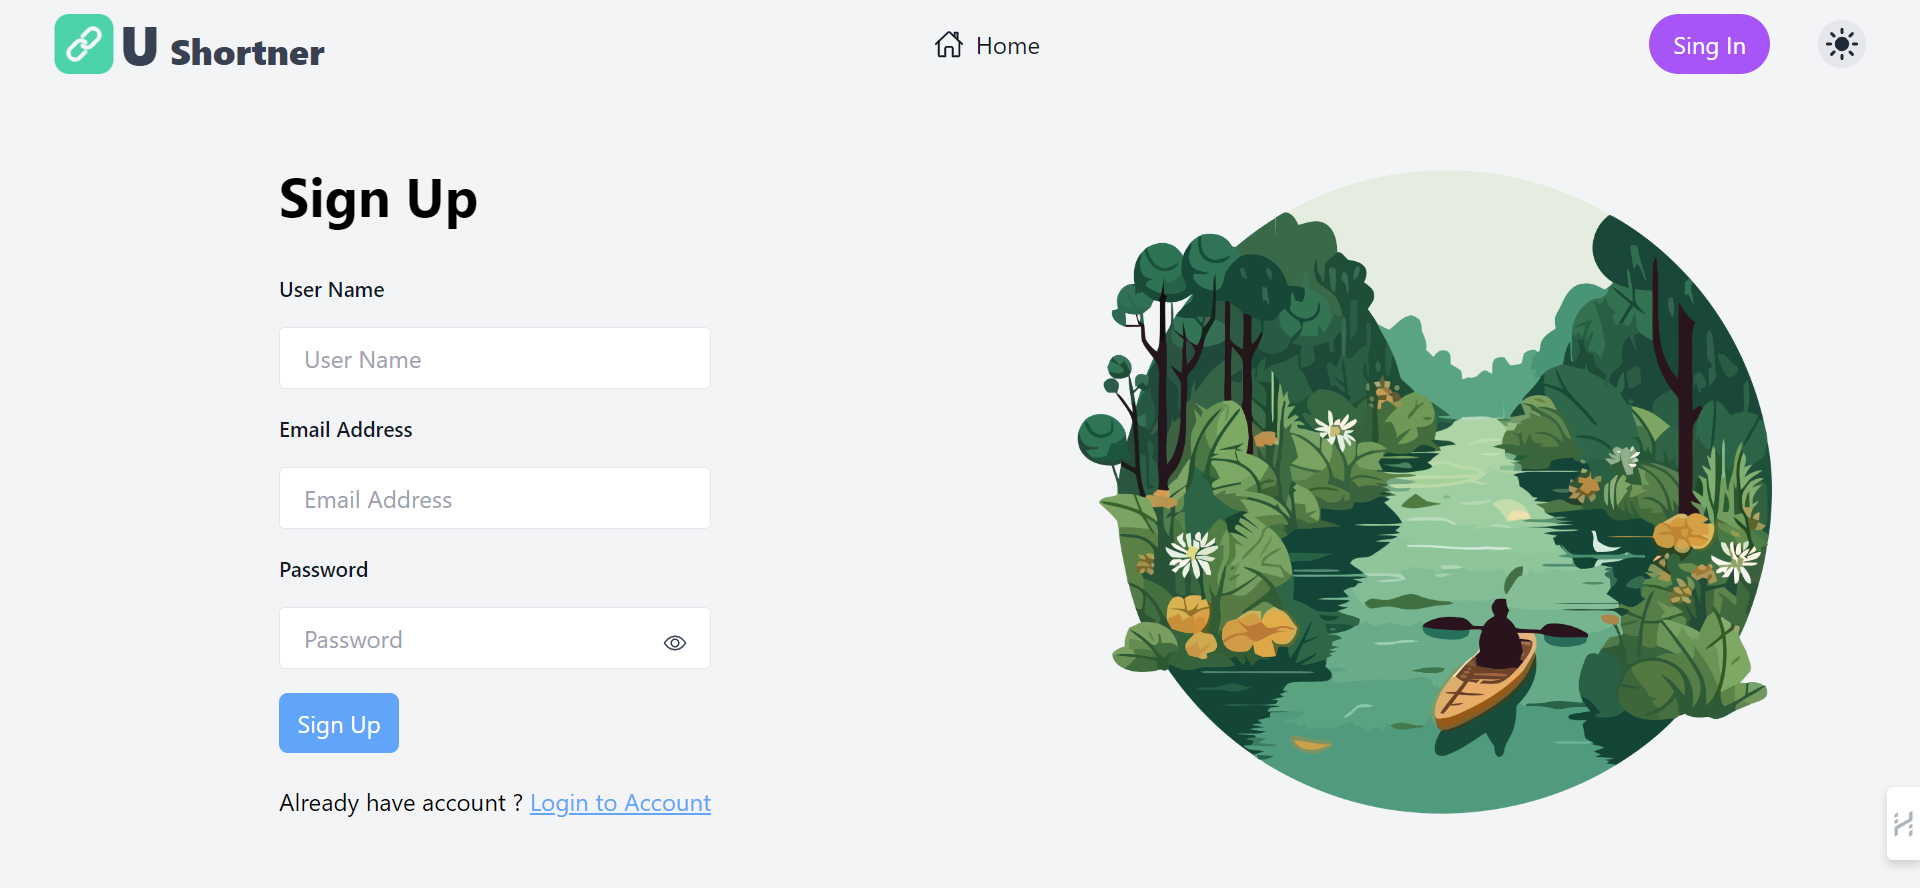 U Shortner
Home
Sing In
Sign Up
User Name
User Name
Email Address
Email Address
Password
Password
Sign Up
Already have account ? Login to Account